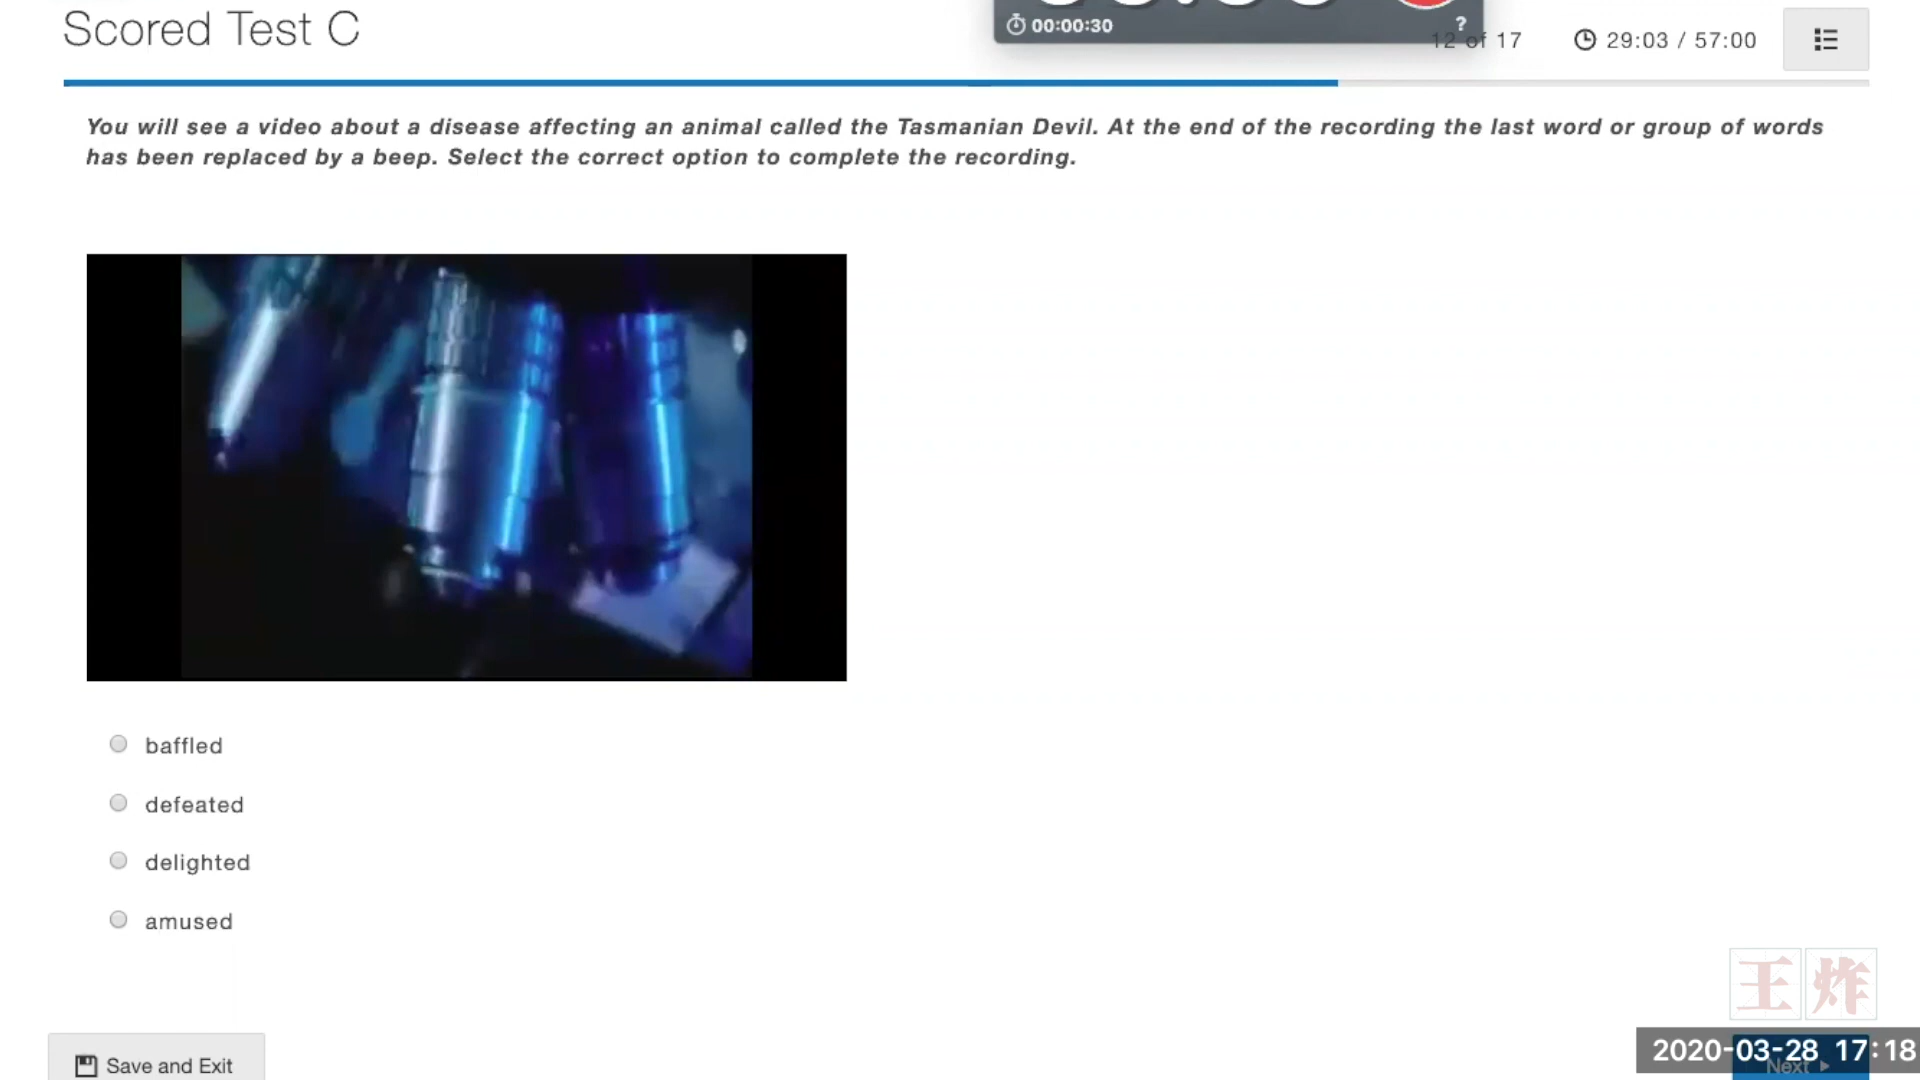 Scored Test C
00:00:30
?
12 of 17
29:03 / 57:00
You will see a video about a disease affecting an animal called the Tasmanian Devil. At the end of the recording the last word or group of words
has been replaced by a beep. Select the correct option to complete the recording.
baffled
defeated
delighted
amused
王炸
Save and Exit
2020-03-28 17:18
Next